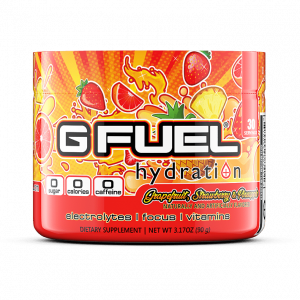 G FUEL
30
hydration
0 sugar 0 calories 0 caffeine
Grapefruit, Strawberry &
electrolytes | focus | vitamins
DIETARY SUPPLEMENT | NET WT 3.17OZ (90 g)